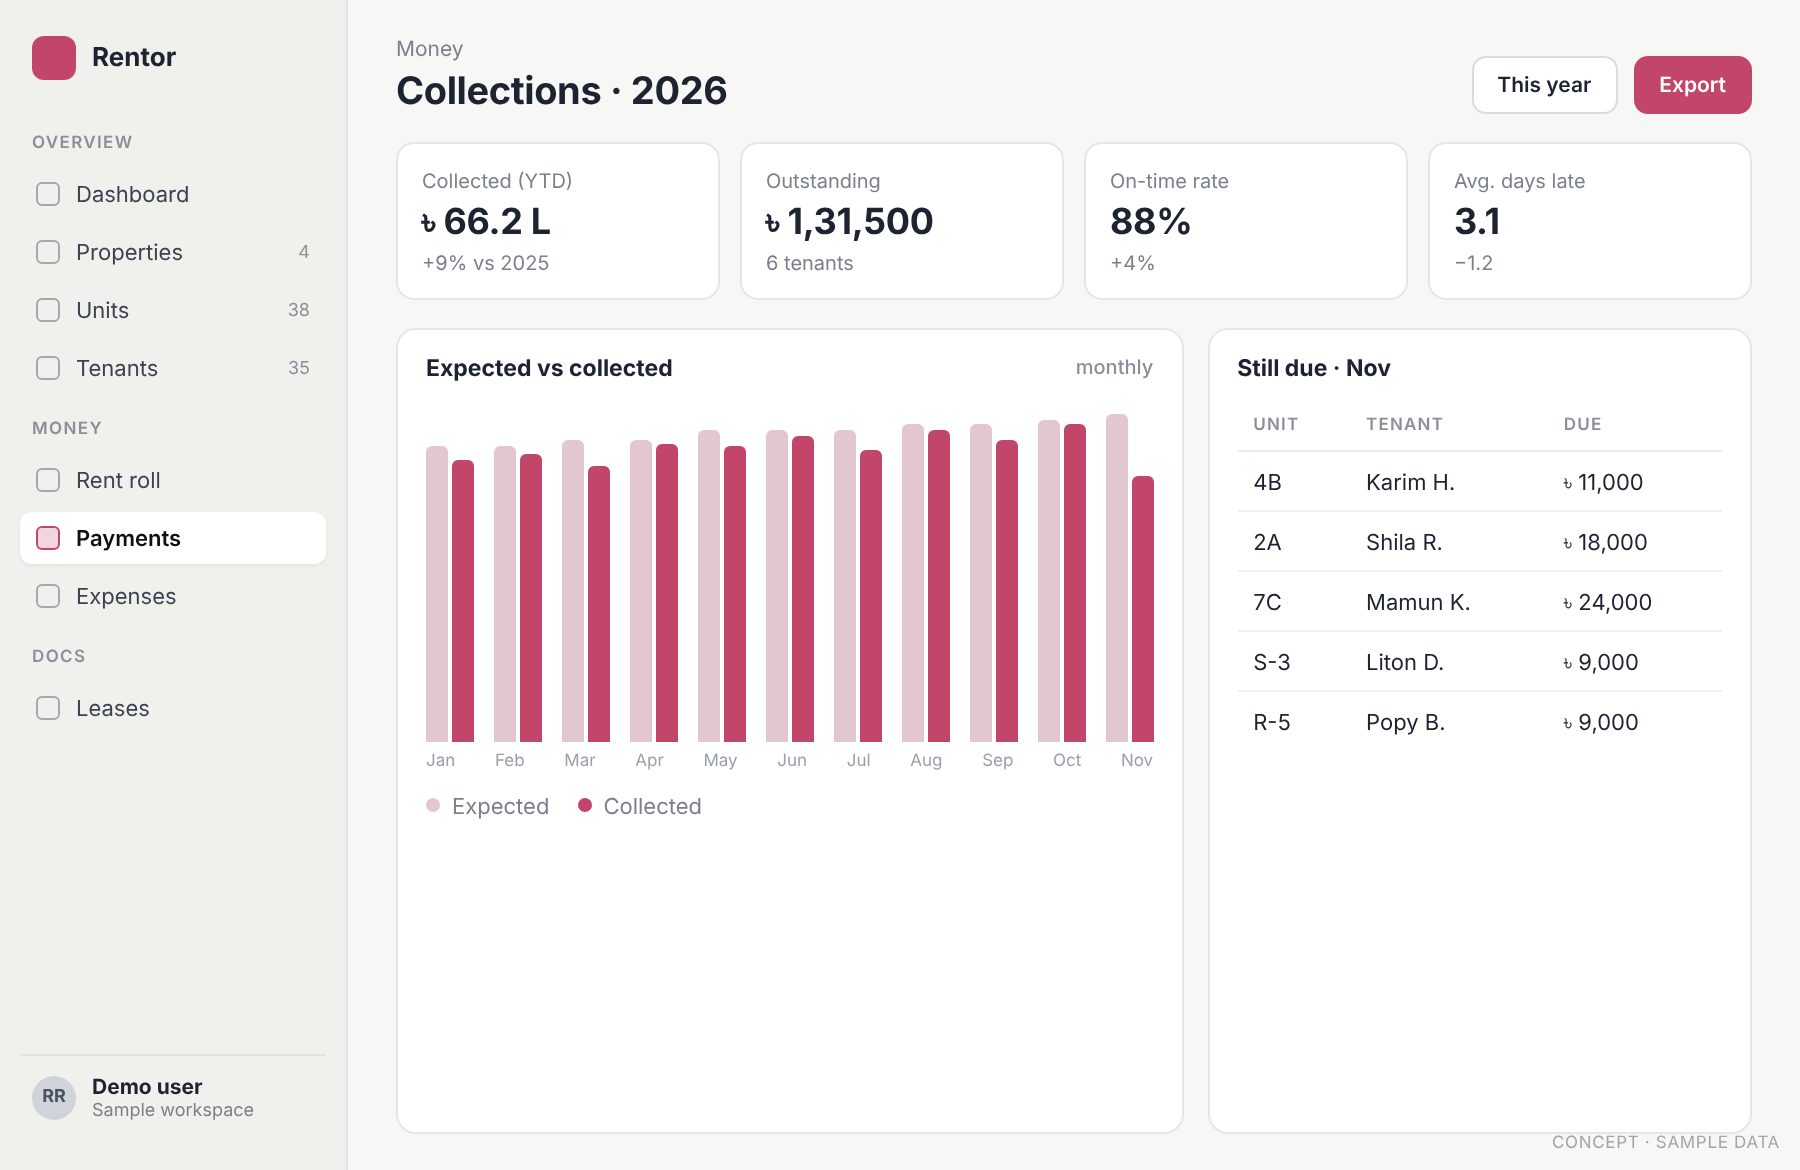 Rentor
OVERVIEW
Dashboard
Properties 4
Units 38
Tenants 35
MONEY
Rent roll
Payments
Expenses
DOCS
Leases
RR
Demo user
Sample workspace
Money
Collections · 2026
This year
Export
Collected (YTD)
৳ 66.2 L
+9% vs 2025
Outstanding
৳ 1,31,500
6 tenants
On-time rate
88%
+4%
Avg. days late
3.1
−1.2
Expected vs collected
monthly
Jan Feb Mar Apr May Jun Jul Aug Sep Oct Nov
Expected Collected
Still due · Nov
UNIT TENANT DUE
4B Karim H. ৳ 11,000
2A Shila R. ৳ 18,000
7C Mamun K. ৳ 24,000
S-3 Liton D. ৳ 9,000
R-5 Popy B. ৳ 9,000
CONCEPT · SAMPLE DATA